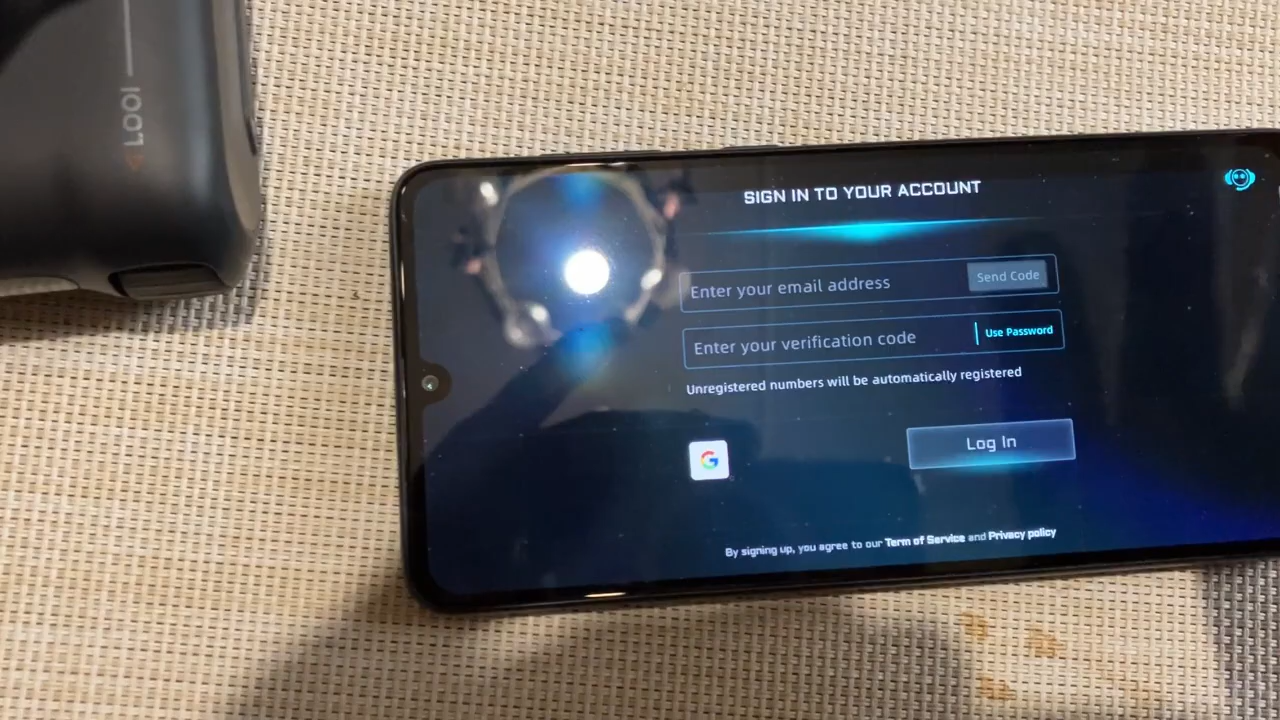 LOOI
SIGN IN TO YOUR ACCOUNT
Enter your email address
Send Code
Enter your verification code
Use Password
Unregistered numbers will be automatically registered
G
Log In
By signing up, you agree to our Term of Service and Privacy policy